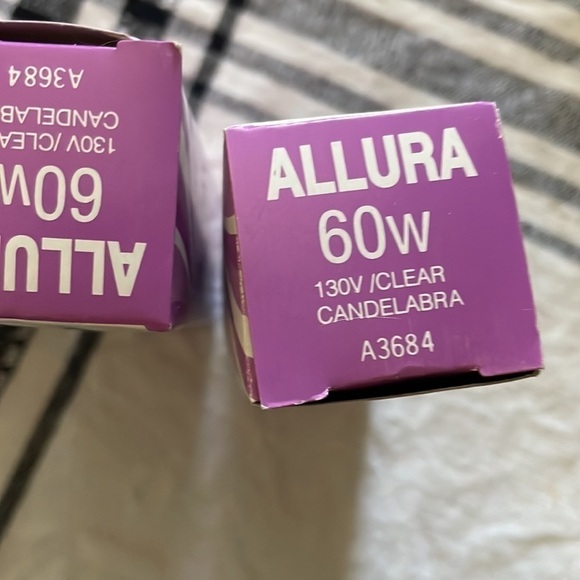 ALLURA
60W
130V /CLEAR
CANDELABRA
A3684
ALLU
60W
130V /CLEA
CANDELAB
A3684